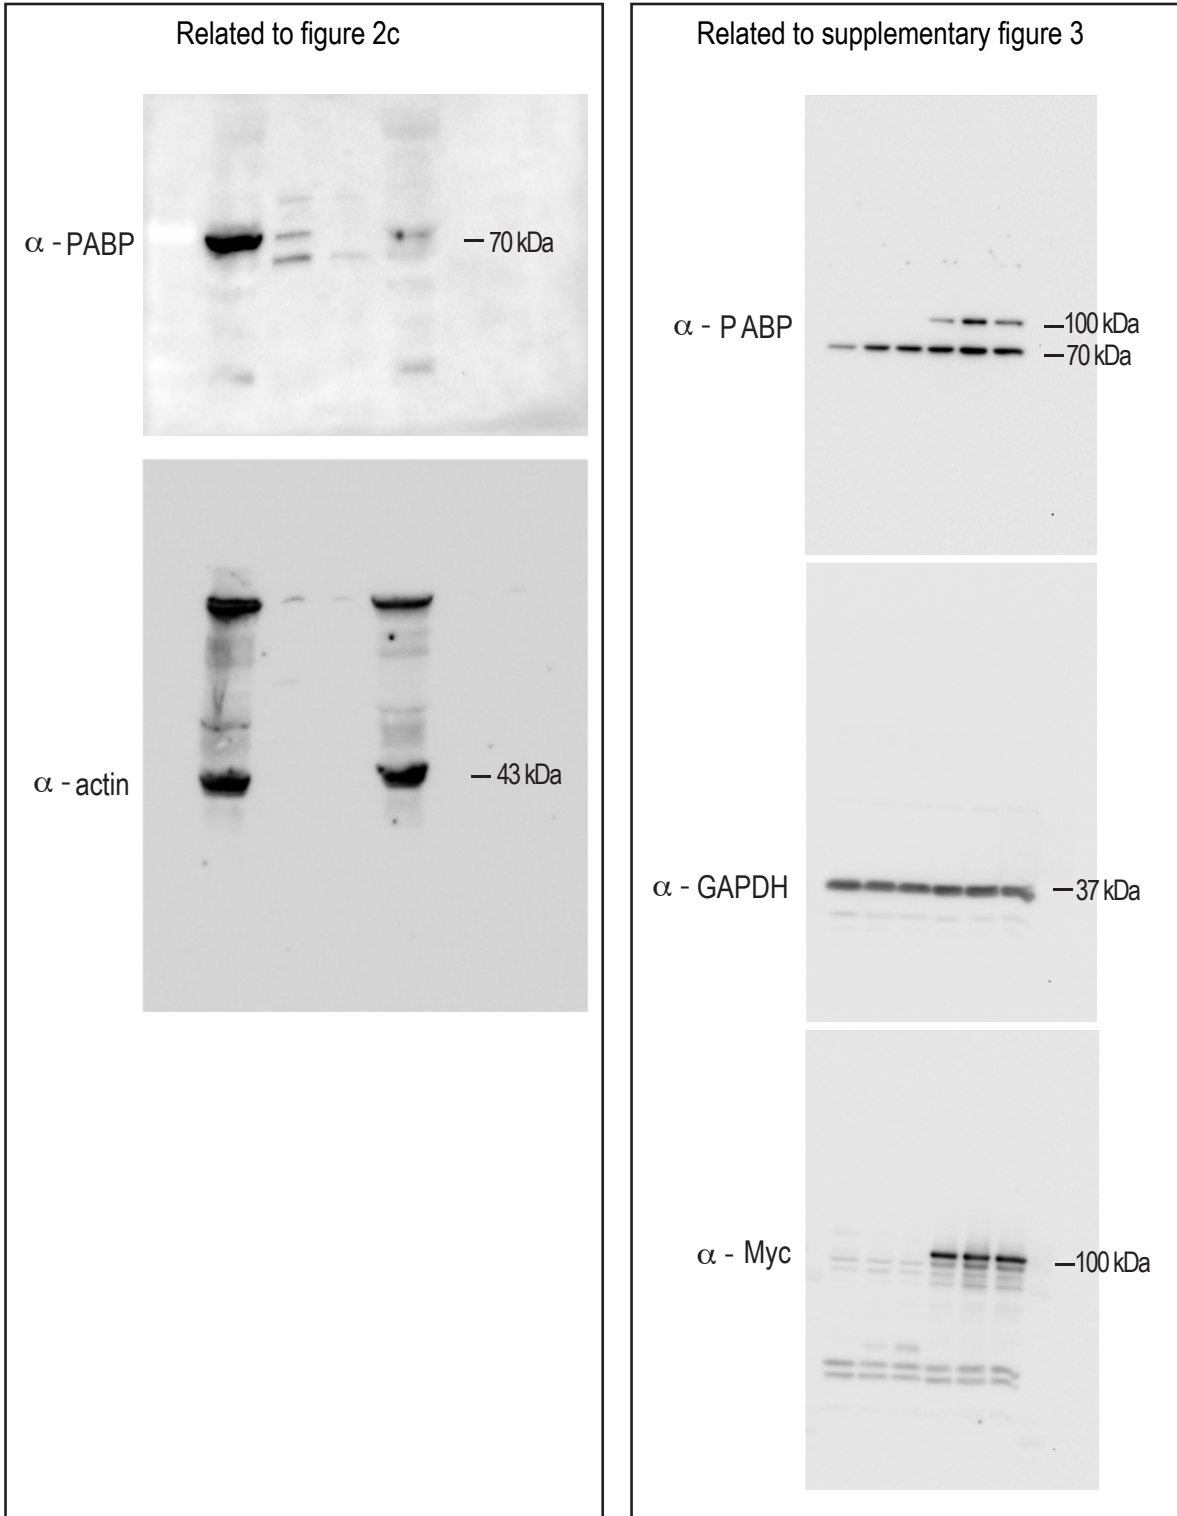 Related to figure 2c
α - PABP
— 70 kDa
α - actin
— 43 kDa
Related to supplementary figure 3
α - PABP
—100 kDa
—70 kDa
α - GAPDH
—37 kDa
α - Myc
—100 kDa